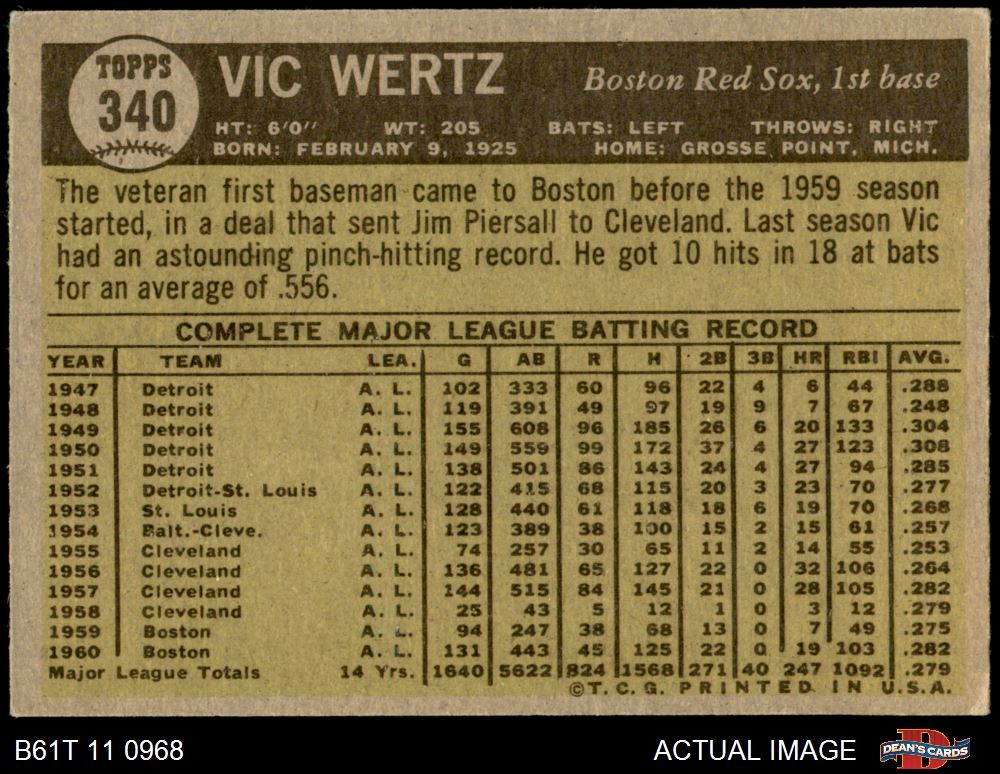 TOPPS
340
VIC WERTZ
Boston Red Sox, 1st base
HT: 6'0" WT: 205 BATS: LEFT THROWS: RIGHT
BORN: FEBRUARY 9, 1925 HOME: GROSSE POINT, MICH.
The veteran first baseman came to Boston before the 1959 season
started, in a deal that sent Jim Piersall to Cleveland. Last season Vic
had an astounding pinch-hitting record. He got 10 hits in 18 at bats
for an average of .556.
COMPLETE MAJOR LEAGUE BATTING RECORD
YEAR TEAM LEA. G AB R H 2B 3B HR RBI AVG.
1947 Detroit A. L. 102 333 60 96 22 4 6 44 .288
1948 Detroit A. L. 119 391 49 97 19 9 7 67 .248
1949 Detroit A. L. 155 608 96 185 26 6 20 133 .304
1950 Detroit A. L. 149 559 99 172 37 4 27 123 .308
1951 Detroit A. L. 138 501 86 143 24 4 27 94 .285
1952 Detroit-St. Louis A. L. 122 415 68 115 20 3 23 70 .277
1953 St. Louis A. L. 128 440 61 118 18 6 19 70 .268
1954 Balt.-Cleve. A. L. 123 389 38 100 15 2 15 61 .257
1955 Cleveland A. L. 74 257 30 65 11 2 14 55 .253
1956 Cleveland A. L. 136 481 65 127 22 0 32 106 .264
1957 Cleveland A. L. 144 515 84 145 21 0 28 105 .282
1958 Cleveland A. L. 25 43 5 12 1 0 3 12 .279
1959 Boston A. L. 94 247 38 68 13 0 7 49 .275
1960 Boston A. L. 131 443 45 125 22 0 19 103 .282
Major League Totals 14 Yrs. 1640 5622 824 1568 271 40 247 1092 .279
©T. C. G. PRINTED IN U.S.A.
B61T 11 0968
ACTUAL IMAGE
DEAN'S CARDS